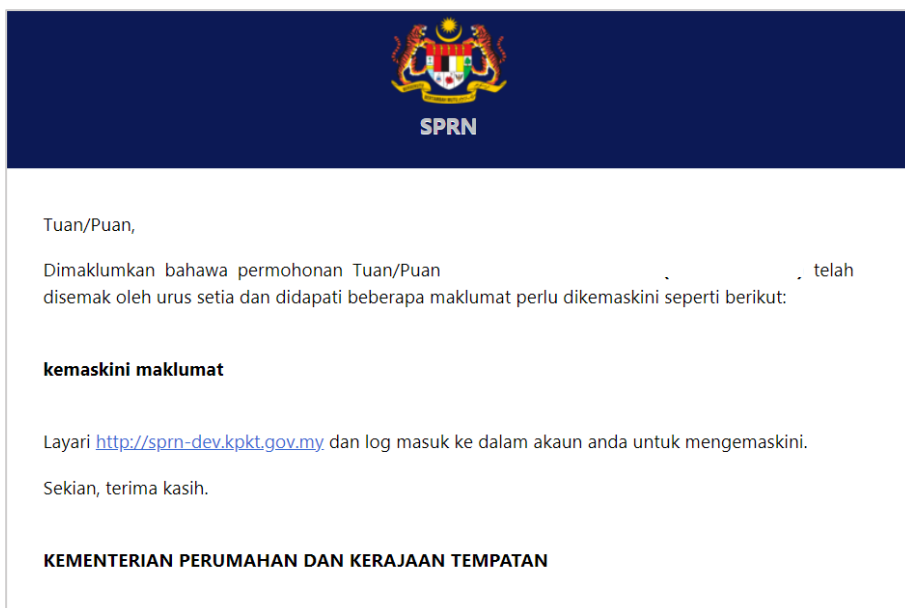 SPRN
Tuan/Puan,
Dimaklumkan bahawa permohonan Tuan/Puan telah
disemak oleh urus setia dan didapati beberapa maklumat perlu dikemaskini seperti berikut:
kemaskini maklumat
Layari http://sprn-dev.kpkt.gov.my dan log masuk ke dalam akaun anda untuk mengemaskini.
Sekian, terima kasih.
KEMENTERIAN PERUMAHAN DAN KERAJAAN TEMPATAN